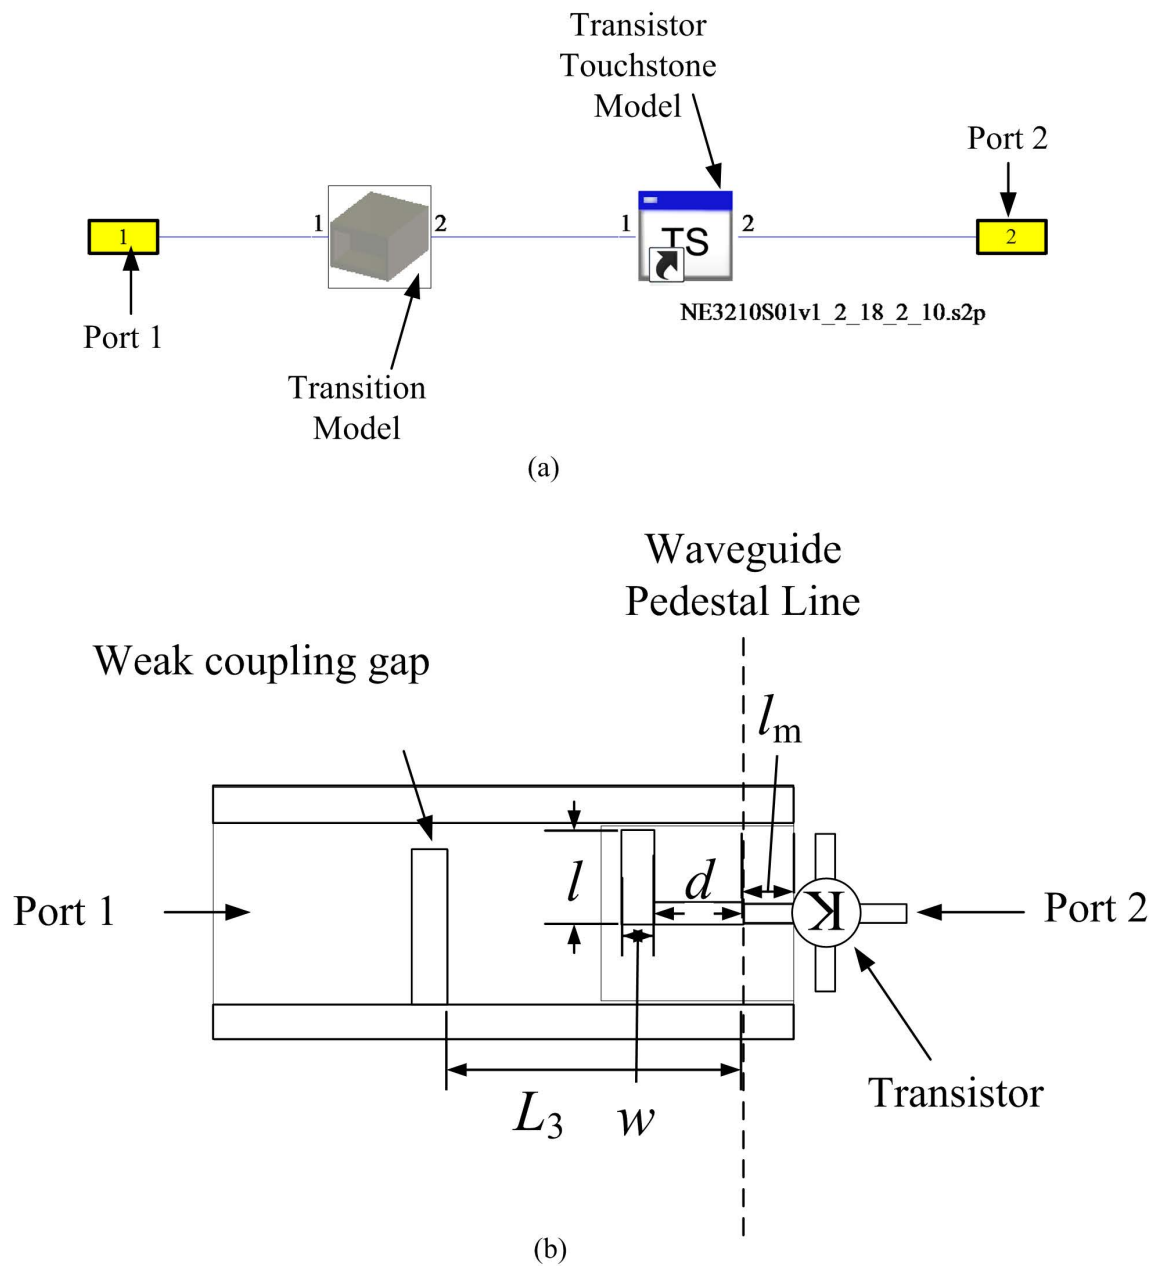 Transistor
Touchstone
Model
Port 2
1
1
2
1
TS
2
2
Port 1
NE3210S01v1_2_18_2_10.s2p
Transition
Model
(a)
Waveguide
Pedestal Line
Weak coupling gap
lm
l
d
Port 1
K
Port 2
Transistor
L3
w
(b)